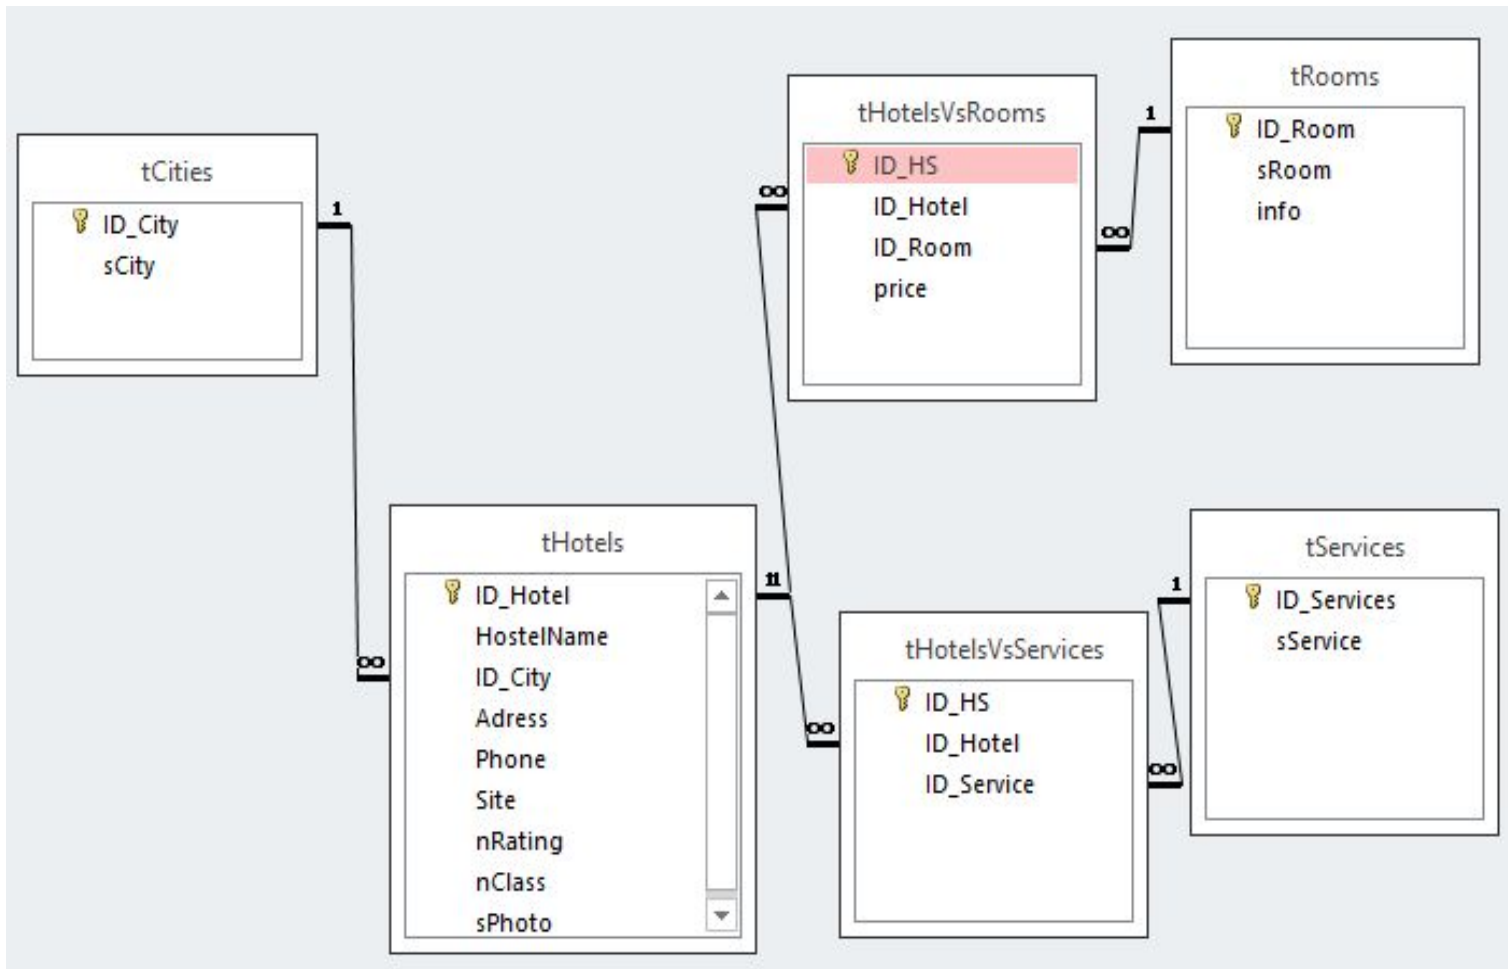 tCities
ID_City
sCity
1
∞
tHotels
ID_Hotel
HostelName
ID_City
Adress
Phone
Site
nRating
nClass
sPhoto
11
∞
tHotelsVsRooms
ID_HS
ID_Hotel
ID_Room
price
∞
1
tRooms
ID_Room
sRoom
info
∞
tHotelsVsServices
ID_HS
ID_Hotel
ID_Service
∞
1
tServices
ID_Services
sService